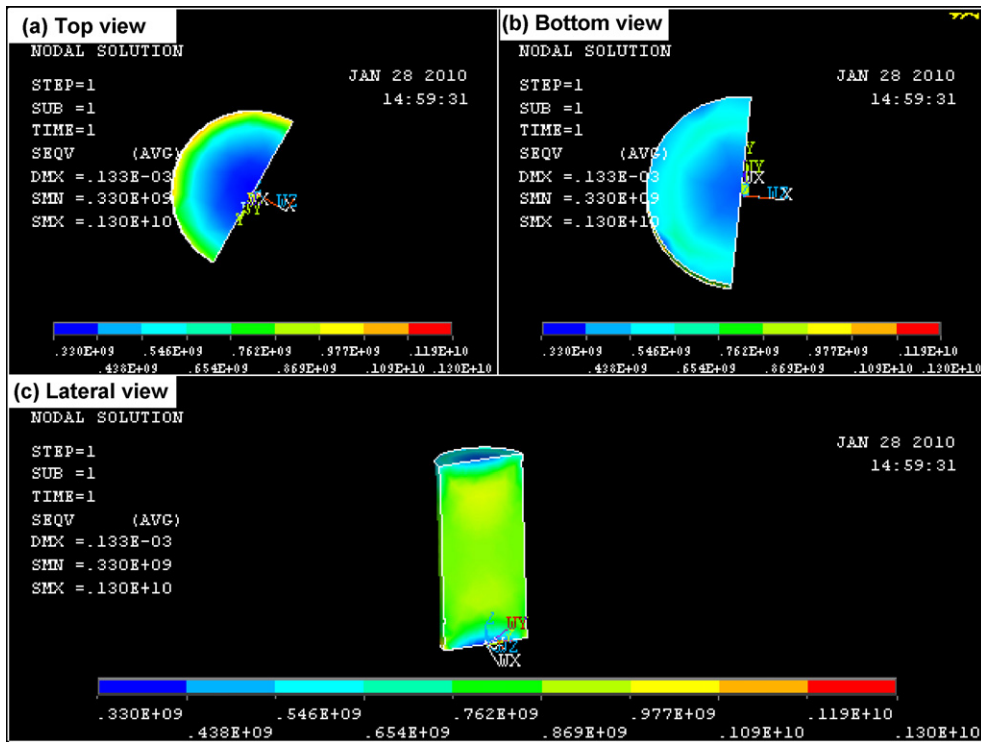 (a) Top view
NODAL SOLUTION
STEP=1
SUB =1
TIME=1
SEQV (AVG)
DMX =.133E-03
SMN =.330E+09
SMX =.130E+10
JAN 28 2010
14:59:31
.330E+09 .546E+09 .762E+09 .977E+09 .119E+10
.438E+09 .654E+09 .869E+09 .109E+10 .130E+10
(b) Bottom view
NODAL SOLUTION
STEP=1
SUB =1
TIME=1
SEQV (AVG)
DMX =.133E-03
SMN =.330E+09
SMX =.130E+10
JAN 28 2010
14:59:31
.330E+09 .546E+09 .762E+09 .977E+09 .119E+10
.438E+09 .654E+09 .869E+09 .109E+10 .130E+10
(c) Lateral view
NODAL SOLUTION
STEP=1
SUB =1
TIME=1
SEQV (AVG)
DMX =.133E-03
SMN =.330E+09
SMX =.130E+10
JAN 28 2010
14:59:31
WY
WZ
WX
.330E+09 .546E+09 .762E+09 .977E+09 .119E+10
.438E+09 .654E+09 .869E+09 .109E+10 .130E+10